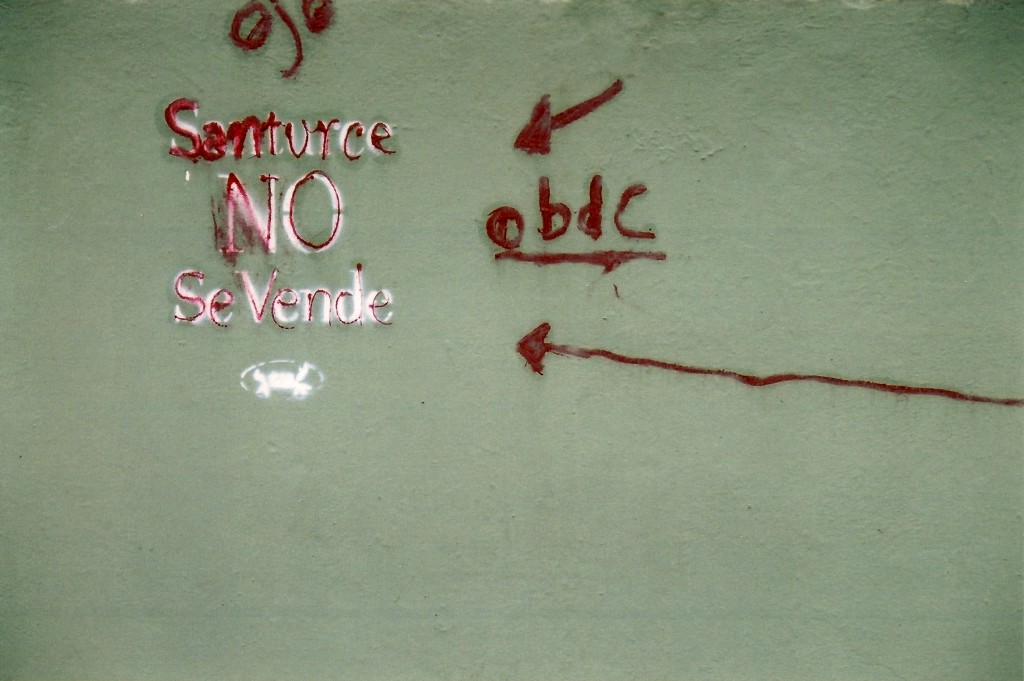 ojo
Santurce
NO
Se Vende
obdc